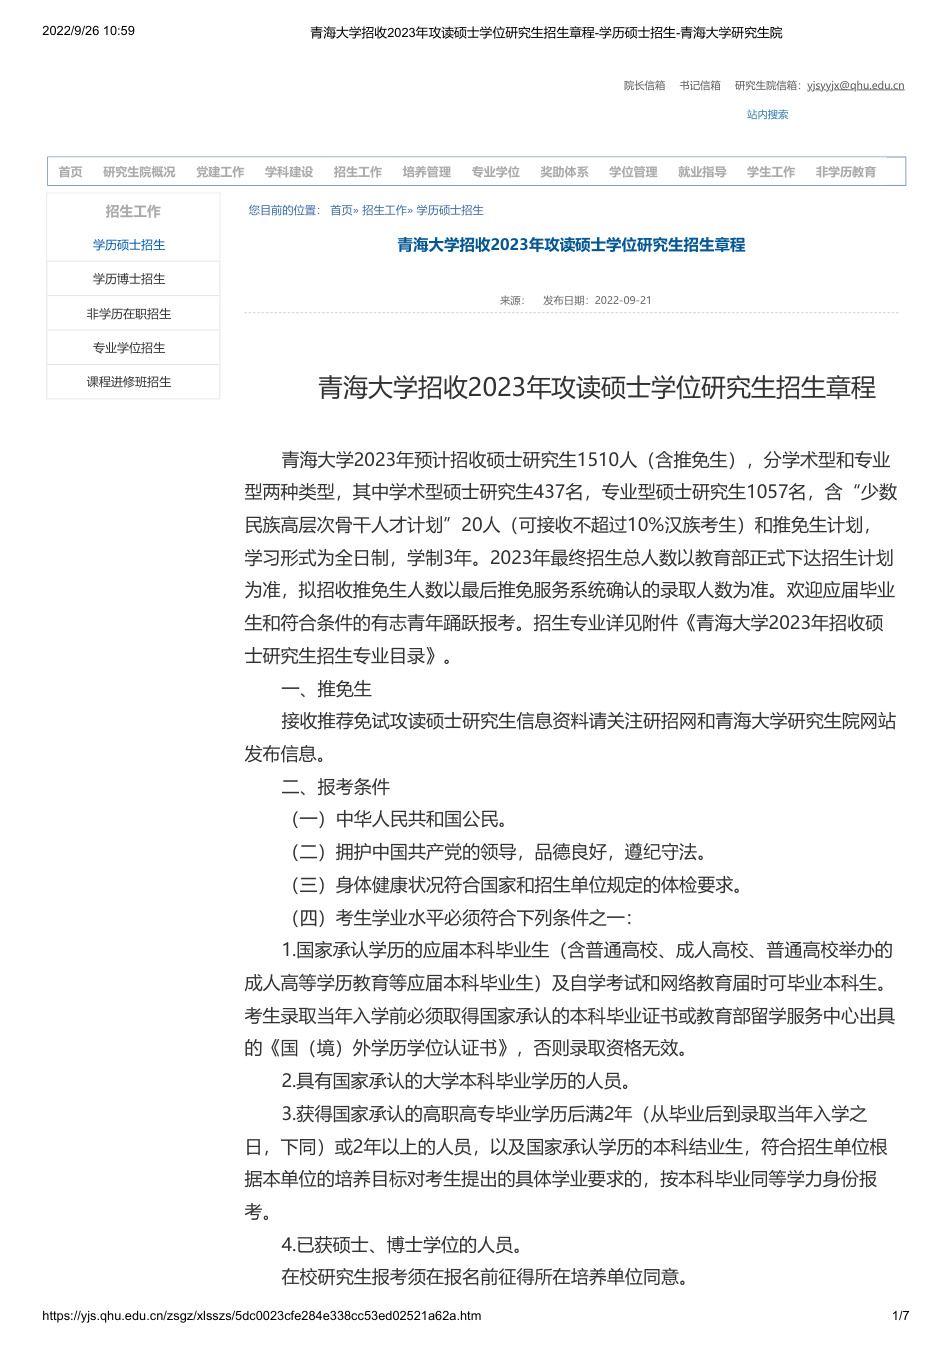 2022/9/26 10:59 青海大学招收2023年攻读硕士学位研究生招生章程-学历硕士招生-青海大学研究生院
院长信箱 书记信箱 研究生院信箱：yjsyyjx@qhu.edu.cn
站内搜索
首页 研究生院概况 党建工作 学科建设 招生工作 培养管理 专业学位 奖助体系 学位管理 就业指导 学生工作 非学历教育
招生工作
学历硕士招生
学历博士招生
非学历在职招生
专业学位招生
课程进修班招生
您目前的位置： 首页» 招生工作» 学历硕士招生
青海大学招收2023年攻读硕士学位研究生招生章程
来源： 发布日期：2022-09-21
青海大学招收2023年攻读硕士学位研究生招生章程
青海大学2023年预计招收硕士研究生1510人（含推免生），分学术型和专业
型两种类型，其中学术型硕士研究生437名，专业型硕士研究生1057名，含“少数
民族高层次骨干人才计划”20人（可接收不超过10%汉族考生）和推免生计划，
学习形式为全日制，学制3年。2023年最终招生总人数以教育部正式下达招生计划
为准，拟招收推免生人数以最后推免服务系统确认的录取人数为准。欢迎应届毕业
生和符合条件的有志青年踊跃报考。招生专业详见附件《青海大学2023年招收硕
士研究生招生专业目录》。
一、推免生
接收推荐免试攻读硕士研究生信息资料请关注研招网和青海大学研究生院网站
发布信息。
二、报考条件
（一）中华人民共和国公民。
（二）拥护中国共产党的领导，品德良好，遵纪守法。
（三）身体健康状况符合国家和招生单位规定的体检要求。
（四）考生学业水平必须符合下列条件之一：
1.国家承认学历的应届本科毕业生（含普通高校、成人高校、普通高校举办的
成人高等学历教育等应届本科毕业生）及自学考试和网络教育届时可毕业本科生。
考生录取当年入学前必须取得国家承认的本科毕业证书或教育部留学服务中心出具
的《国（境）外学历学位认证书》，否则录取资格无效。
2.具有国家承认的大学本科毕业学历的人员。
3.获得国家承认的高职高专毕业学历后满2年（从毕业后到录取当年入学之
日，下同）或2年以上的人员，以及国家承认学历的本科结业生，符合招生单位根
据本单位的培养目标对考生提出的具体学业要求的，按本科毕业同等学力身份报
考。
4.已获硕士、博士学位的人员。
在校研究生报考须在报名前征得所在培养单位同意。
https://yjs.qhu.edu.cn/zsgz/xlsszs/5dc0023cfe284e338cc53ed02521a62a.htm 1/7